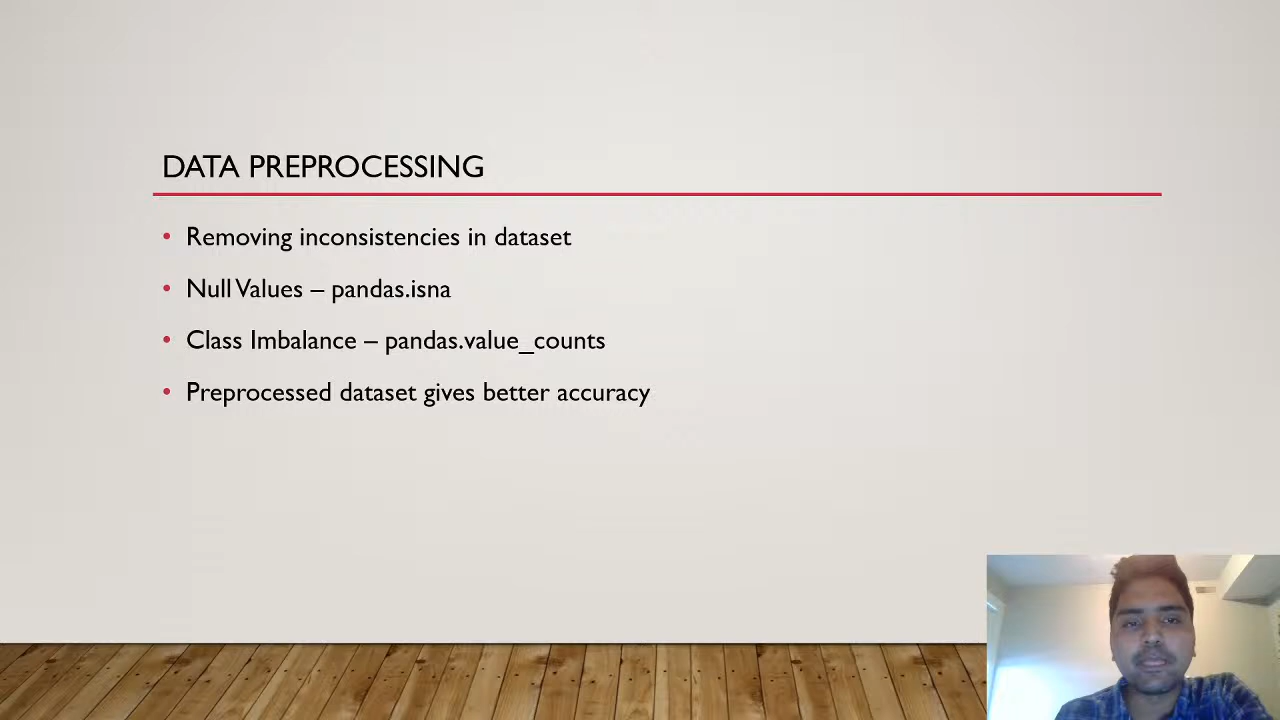 DATA PREPROCESSING
• Removing inconsistencies in dataset
• Null Values – pandas.isna
• Class Imbalance – pandas.value_counts
• Preprocessed dataset gives better accuracy